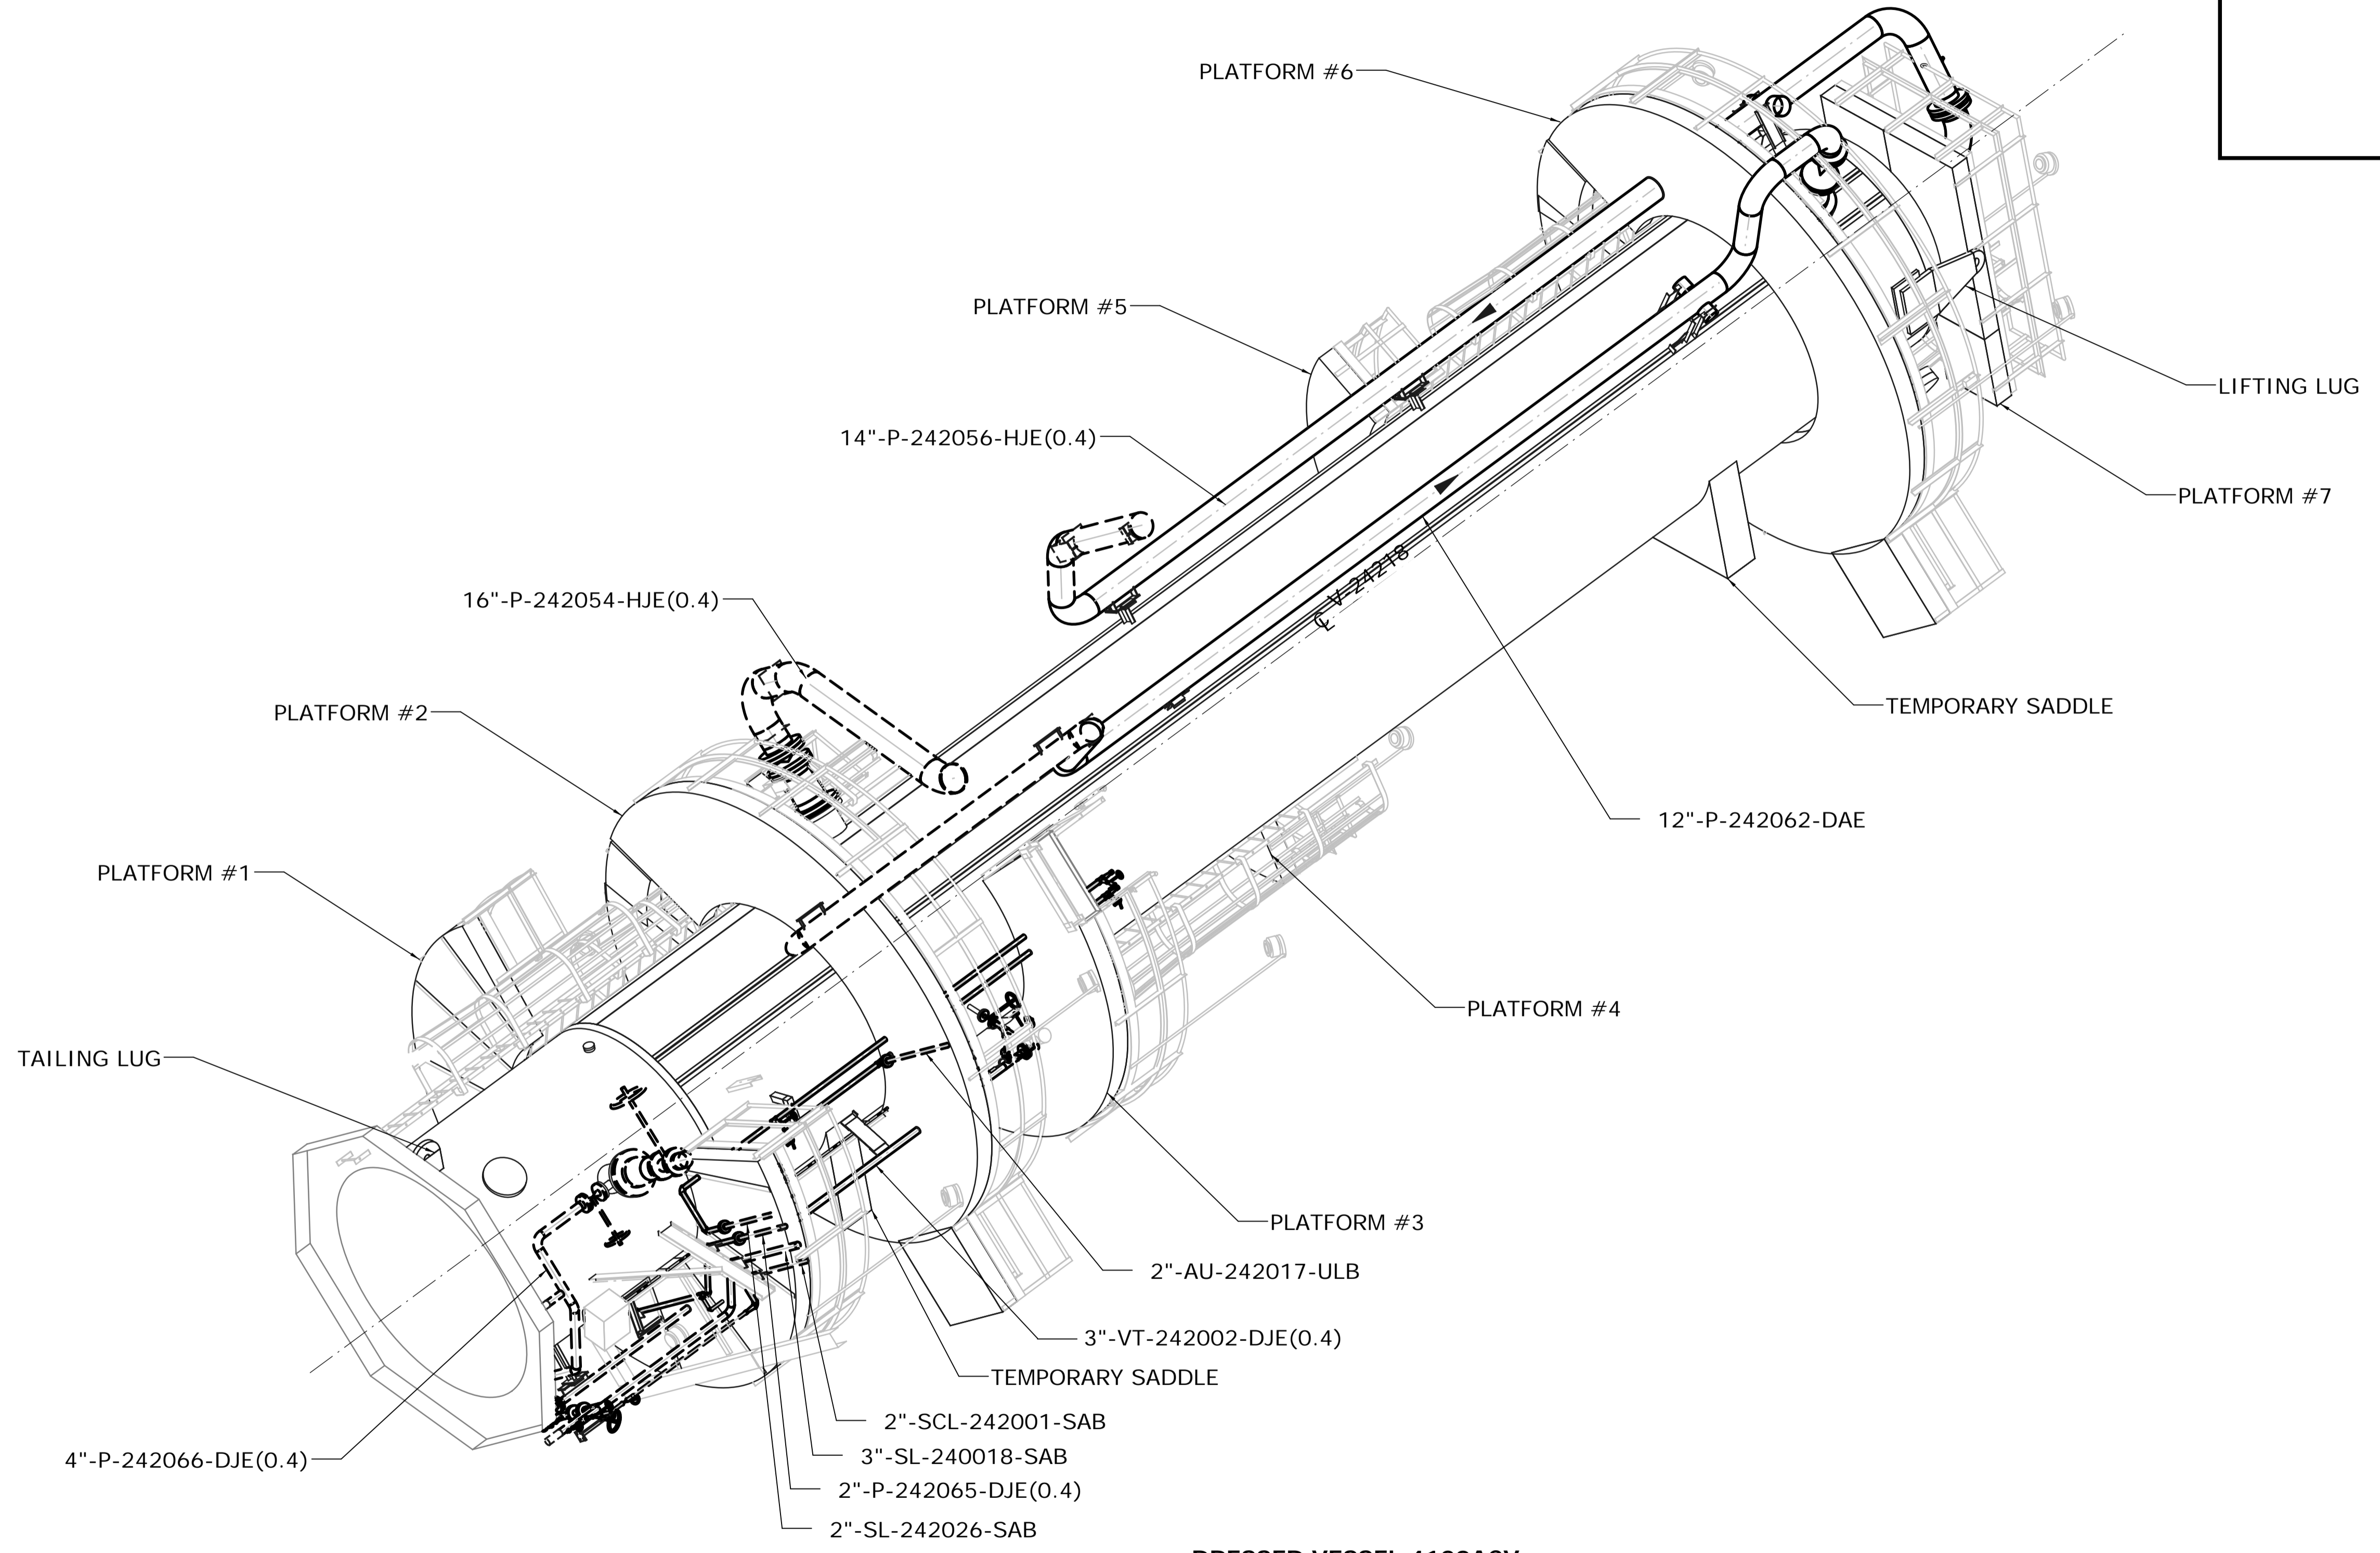 PLATFORM #6
PLATFORM #5
LIFTING LUG
14"-P-242056-HJE(0.4)
PLATFORM #7
℄ V-24218
16"-P-242054-HJE(0.4)
TEMPORARY SADDLE
PLATFORM #2
12"-P-242062-DAE
PLATFORM #1
PLATFORM #4
TAILING LUG
PLATFORM #3
2"-AU-242017-ULB
3"-VT-242002-DJE(0.4)
TEMPORARY SADDLE
2"-SCL-242001-SAB
4"-P-242066-DJE(0.4)
3"-SL-240018-SAB
2"-P-242065-DJE(0.4)
2"-SL-242026-SAB